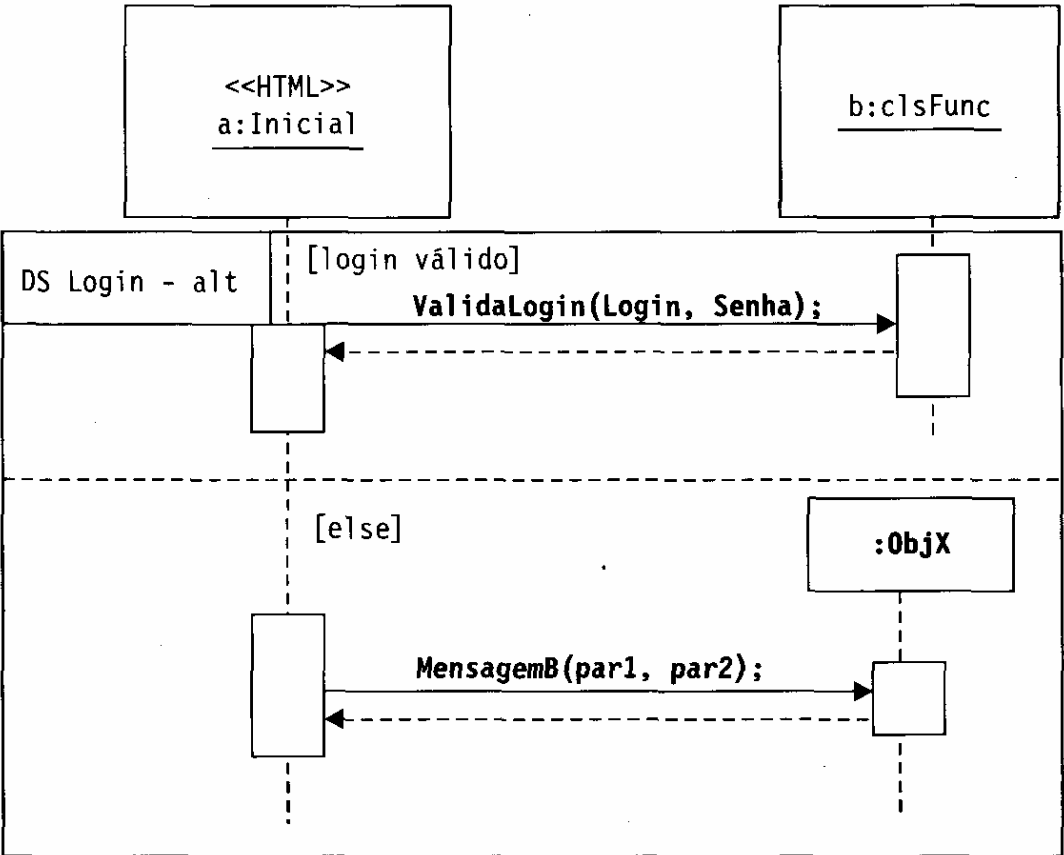 <<HTML>>
a:Inicial
b:clsFunc
DS Login - alt
[login válido]
ValidaLogin(Login, Senha);
[else]
:ObjX
MensagemB(par1, par2);